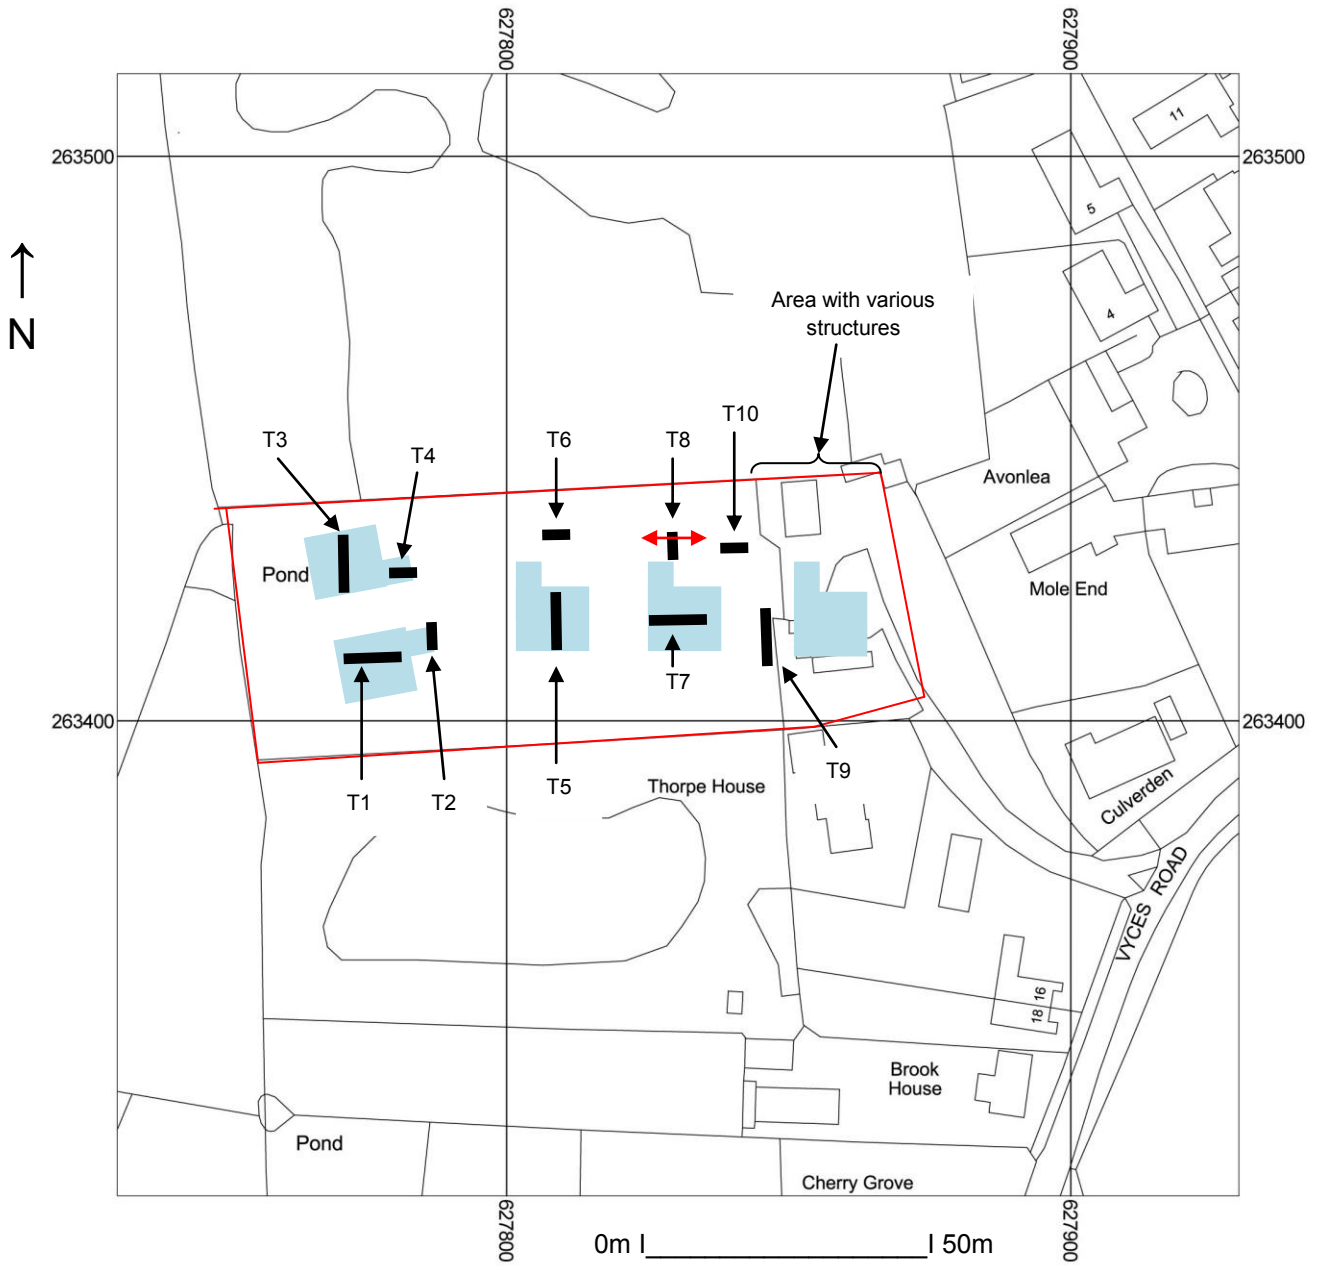 627800
627900
263500
263500
11
5
4
N
Area with various
structures
T3
T4
T6
T8
T10
Avonlea
Pond
Mole End
T7
263400
263400
T1
T2
T5
Thorpe House
T9
Culverden
VYCES ROAD
16
18
Brook
House
Pond
Cherry Grove
627800
627900
0m I____________________I 50m